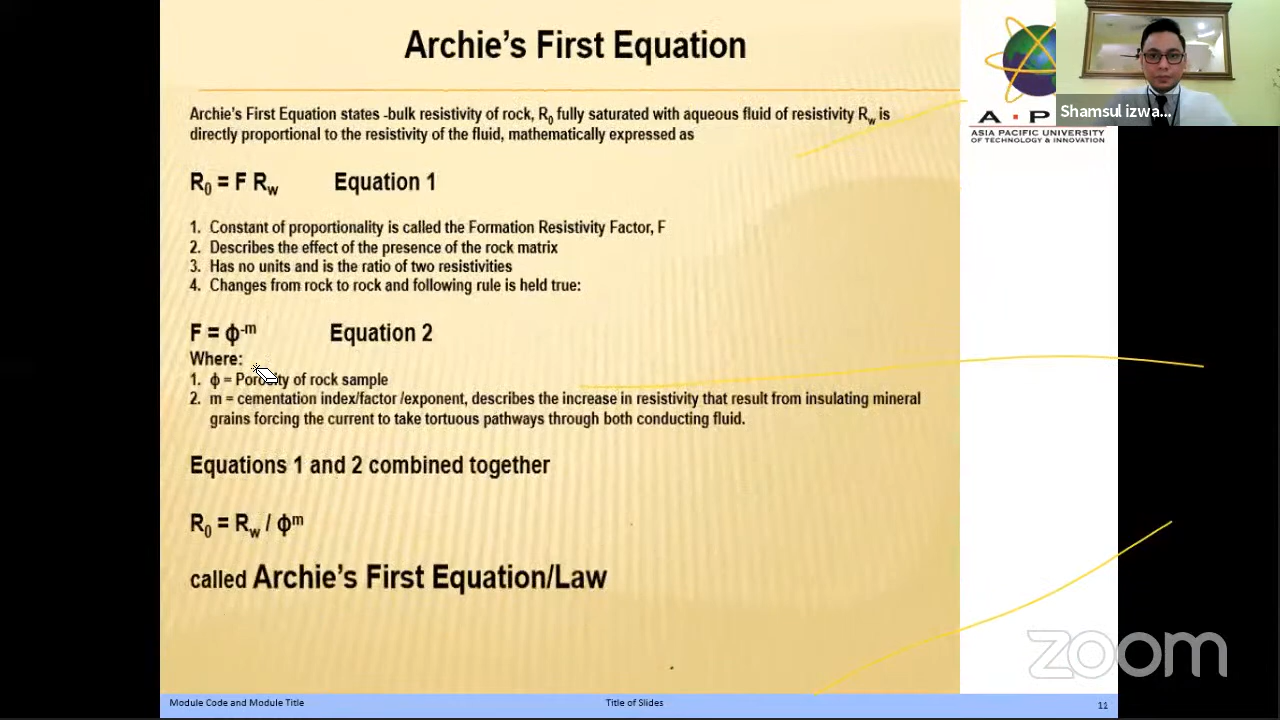 Archie's First Equation
Archie's First Equation states -bulk resistivity of rock, R₀ fully saturated with aqueous fluid of resistivity Rw is
directly proportional to the resistivity of the fluid, mathematically expressed as
R₀ = F Rw Equation 1
1. Constant of proportionality is called the Formation Resistivity Factor, F
2. Describes the effect of the presence of the rock matrix
3. Has no units and is the ratio of two resistivities
4. Changes from rock to rock and following rule is held true:
F = ϕ⁻ᵐ Equation 2
Where:
1. ϕ = Porosity of rock sample
2. m = cementation index/factor /exponent, describes the increase in resistivity that result from insulating mineral
grains forcing the current to take tortuous pathways through both conducting fluid.
Equations 1 and 2 combined together
R₀ = Rw / ϕᵐ
called Archie's First Equation/Law
A · P
ASIA PACIFIC UNIVERSITY
OF TECHNOLOGY & INNOVATION
Shamsul izwa...
zoom
Module Code and Module Title Title of Slides 11